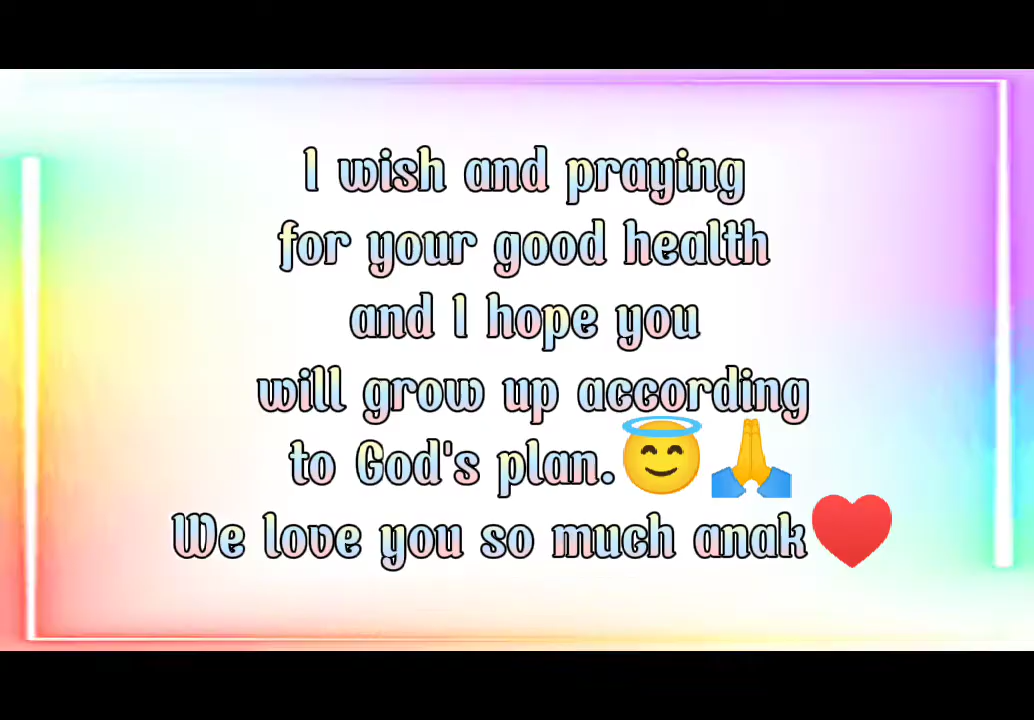 I wish and praying
for your good health
and I hope you
will grow up according
to God's plan.😇🙏
We love you so much anak❤️